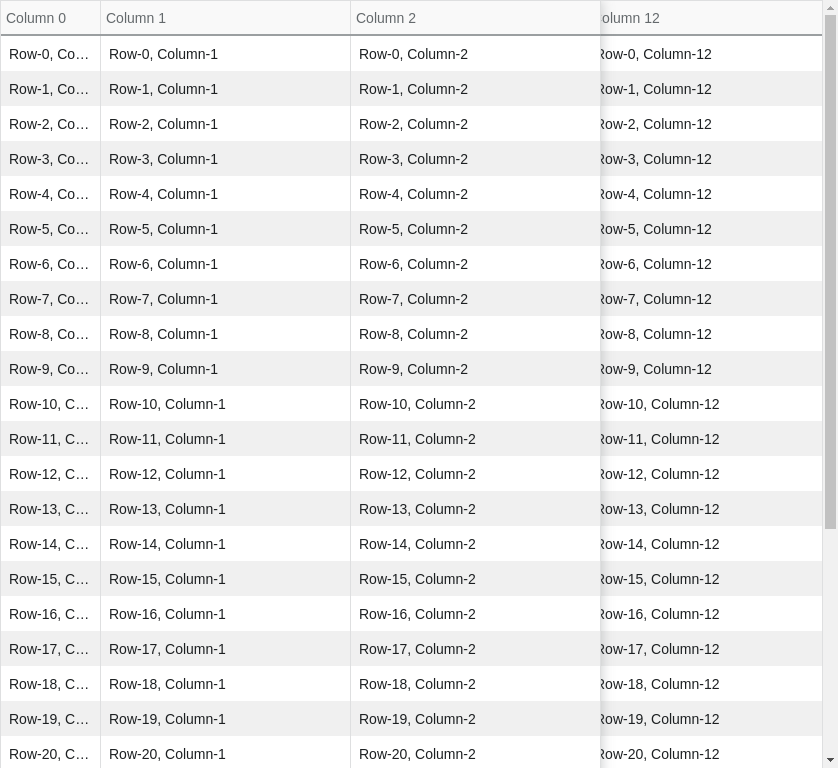 Column 0 Column 1 Column 2 olumn 12
Row-0, Co… Row-0, Column-1 Row-0, Column-2 Row-0, Column-12
Row-1, Co… Row-1, Column-1 Row-1, Column-2 Row-1, Column-12
Row-2, Co… Row-2, Column-1 Row-2, Column-2 Row-2, Column-12
Row-3, Co… Row-3, Column-1 Row-3, Column-2 Row-3, Column-12
Row-4, Co… Row-4, Column-1 Row-4, Column-2 Row-4, Column-12
Row-5, Co… Row-5, Column-1 Row-5, Column-2 Row-5, Column-12
Row-6, Co… Row-6, Column-1 Row-6, Column-2 Row-6, Column-12
Row-7, Co… Row-7, Column-1 Row-7, Column-2 Row-7, Column-12
Row-8, Co… Row-8, Column-1 Row-8, Column-2 Row-8, Column-12
Row-9, Co… Row-9, Column-1 Row-9, Column-2 Row-9, Column-12
Row-10, C… Row-10, Column-1 Row-10, Column-2 Row-10, Column-12
Row-11, C… Row-11, Column-1 Row-11, Column-2 Row-11, Column-12
Row-12, C… Row-12, Column-1 Row-12, Column-2 Row-12, Column-12
Row-13, C… Row-13, Column-1 Row-13, Column-2 Row-13, Column-12
Row-14, C… Row-14, Column-1 Row-14, Column-2 Row-14, Column-12
Row-15, C… Row-15, Column-1 Row-15, Column-2 Row-15, Column-12
Row-16, C… Row-16, Column-1 Row-16, Column-2 Row-16, Column-12
Row-17, C… Row-17, Column-1 Row-17, Column-2 Row-17, Column-12
Row-18, C… Row-18, Column-1 Row-18, Column-2 Row-18, Column-12
Row-19, C… Row-19, Column-1 Row-19, Column-2 Row-19, Column-12
Row-20, C… Row-20, Column-1 Row-20, Column-2 Row-20, Column-12